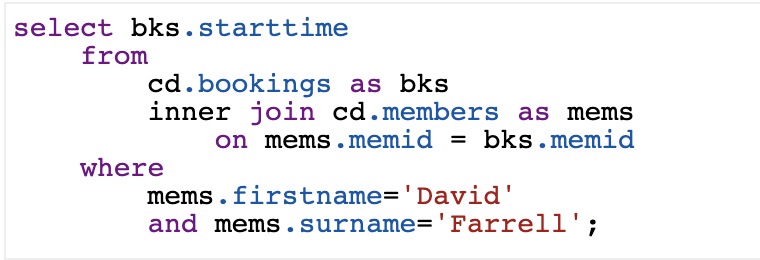 select bks.starttime
    from
        cd.bookings as bks
        inner join cd.members as mems
            on mems.memid = bks.memid
    where
        mems.firstname='David'
        and mems.surname='Farrell';